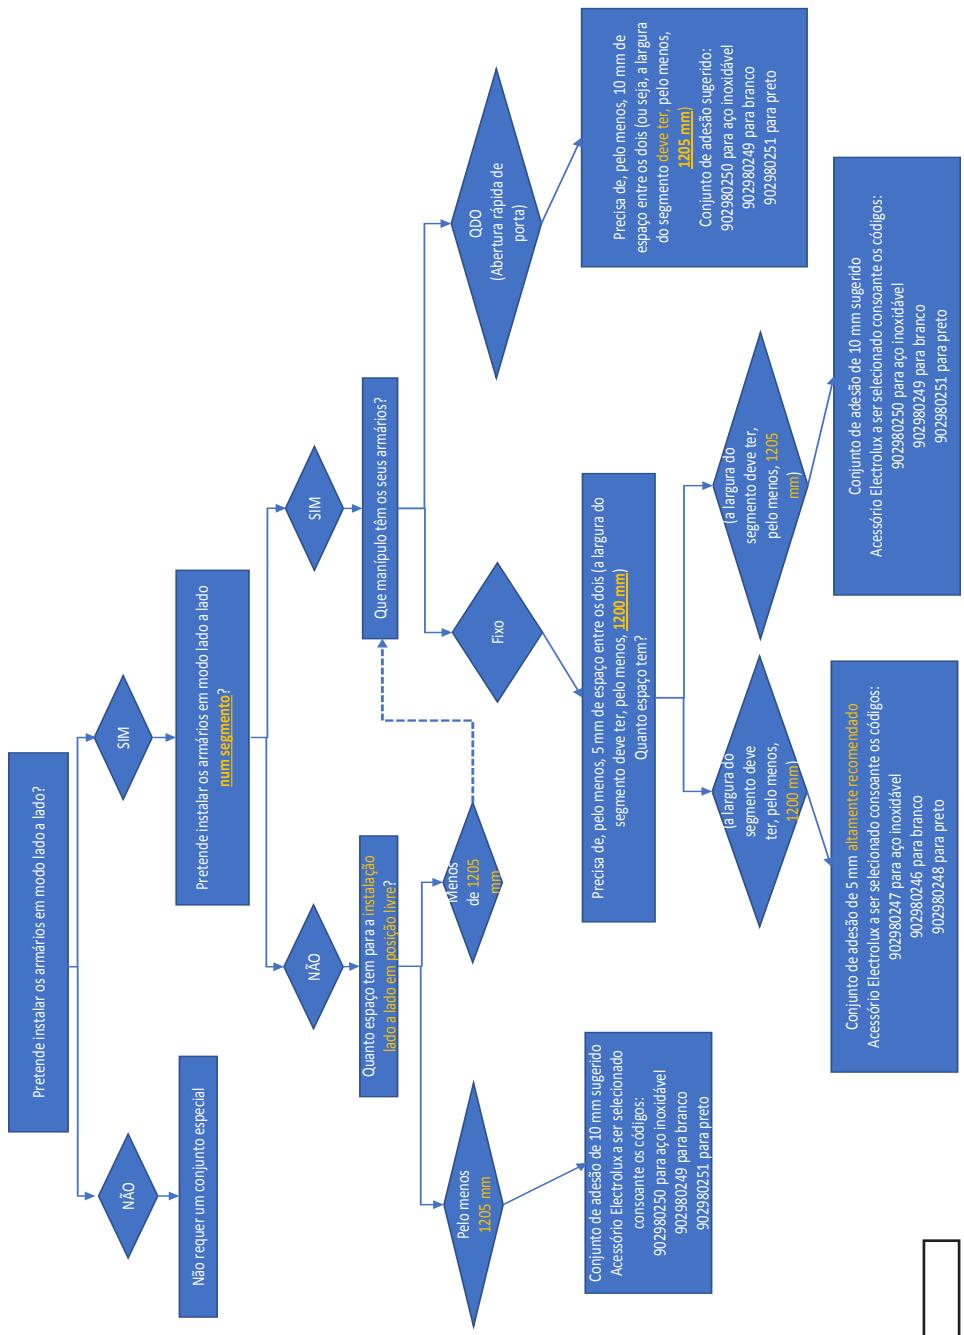 Pretende instalar os armários em modo lado a lado?
NÃO
SIM
Não requer um conjunto especial
Pretende instalar os armários em modo lado a lado
num segmento?
NÃO
SIM
Quanto espaço tem para a instalação
lado a lado em posição livre?
Que manípulo têm os seus armários?
Pelo menos
1205 mm
Menos
de 1205
mm
Fixo
QDO
(Abertura rápida de
porta)
Conjunto de adesão de 10 mm sugerido
Acessório Electrolux a ser selecionado
consoante os códigos:
902980250 para aço inoxidável
902980249 para branco
902980251 para preto
Precisa de, pelo menos, 5 mm de espaço entre os dois (a largura do
segmento deve ter, pelo menos, 1200 mm)
Quanto espaço tem?
Precisa de, pelo menos, 10 mm de
espaço entre os dois (ou seja, a largura
do segmento deve ter, pelo menos,
1205 mm)
Conjunto de adesão sugerido:
902980250 para aço inoxidável
902980249 para branco
902980251 para preto
(a largura do
segmento deve
ter, pelo menos,
1200 mm)
(a largura do
segmento deve ter,
pelo menos, 1205
mm)
Conjunto de adesão de 5 mm altamente recomendado
Acessório Electrolux a ser selecionado consoante os códigos:
902980247 para aço inoxidável
902980246 para branco
902980248 para preto
Conjunto de adesão de 10 mm sugerido
Acessório Electrolux a ser selecionado consoante os códigos:
902980250 para aço inoxidável
902980249 para branco
902980251 para preto